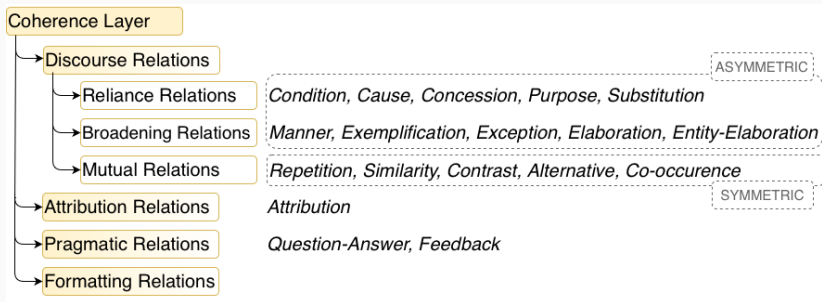 Coherence Layer
Discourse Relations
ASYMMETRIC
Reliance Relations Condition, Cause, Concession, Purpose, Substitution
Broadening Relations Manner, Exemplification, Exception, Elaboration, Entity-Elaboration
Mutual Relations Repetition, Similarity, Contrast, Alternative, Co-occurence
SYMMETRIC
Attribution Relations Attribution
Pragmatic Relations Question-Answer, Feedback
Formatting Relations